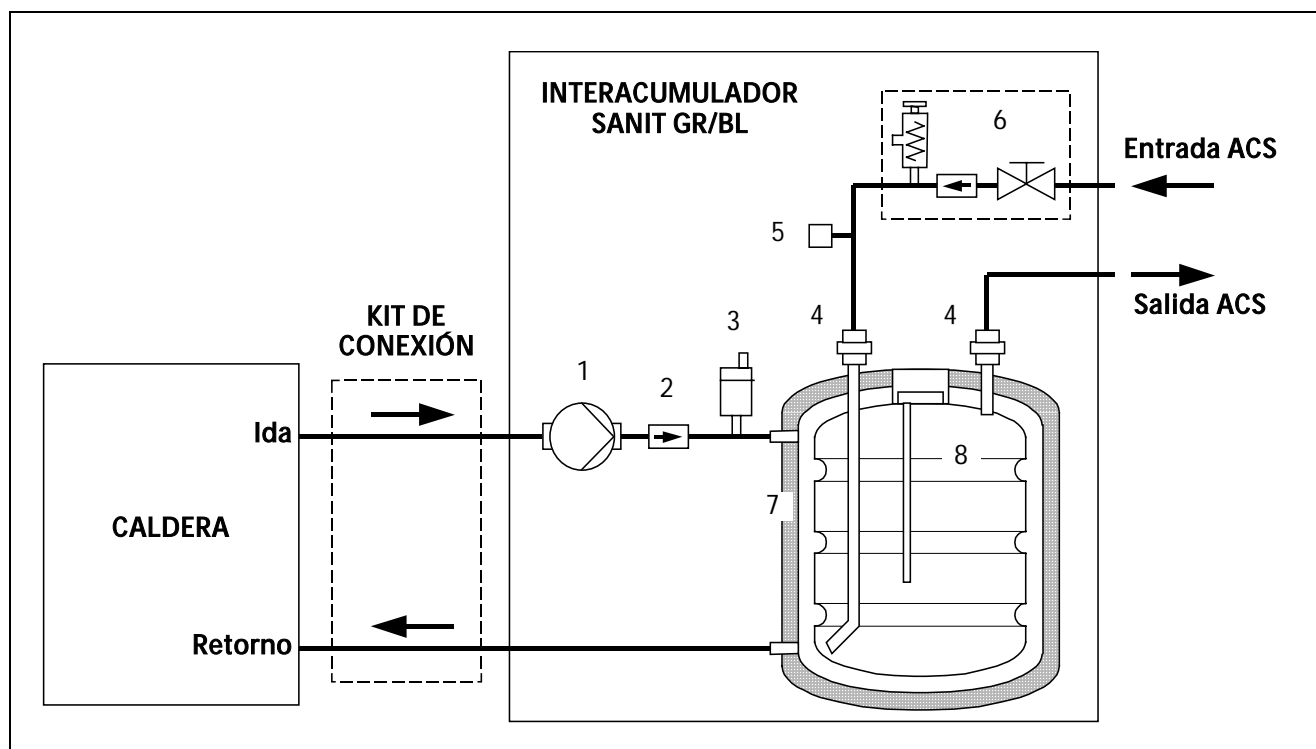 INTERACUMULADOR
SANIT GR/BL
6
Entrada ACS
5
Salida ACS
KIT DE
CONEXIÓN
3
4
4
1
2
Ida
8
7
CALDERA
Retorno